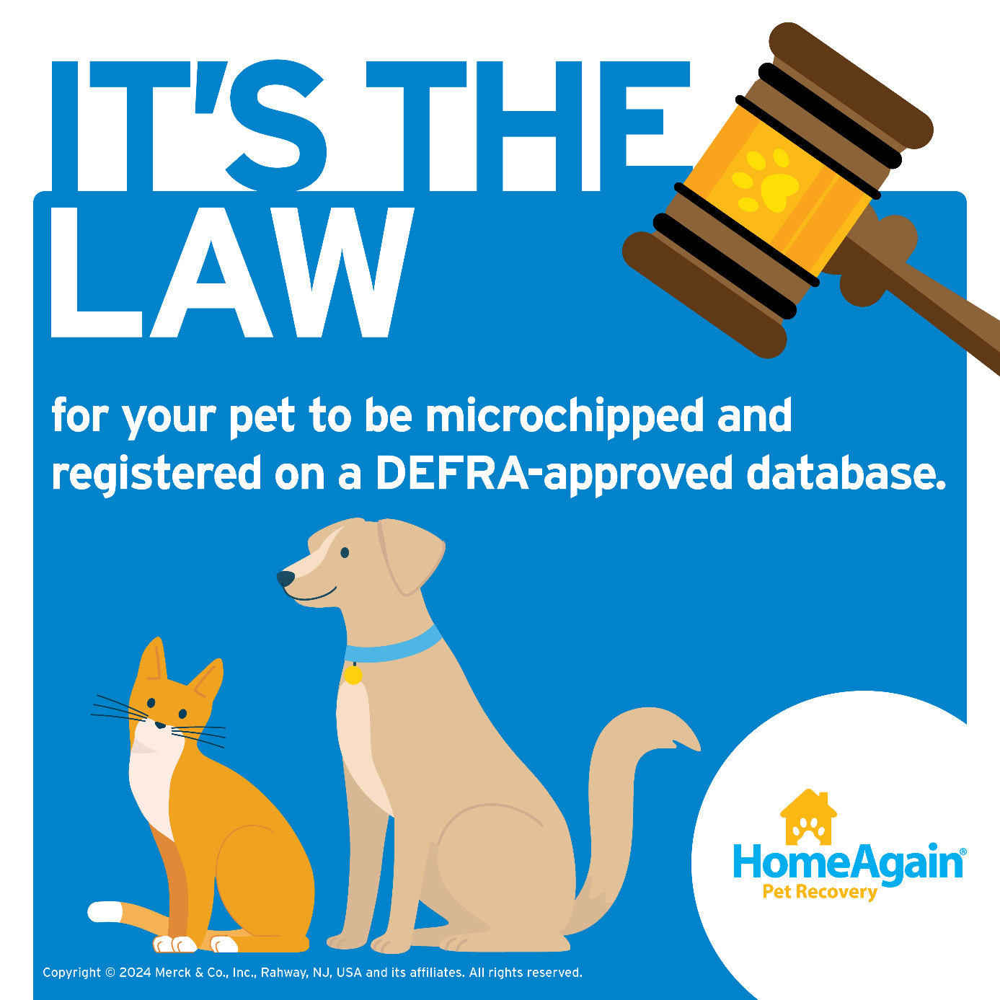 IT'S THE
LAW
for your pet to be microchipped and
registered on a DEFRA-approved database.
HomeAgain®
Pet Recovery
Copyright © 2024 Merck & Co., Inc., Rahway, NJ, USA and its affiliates. All rights reserved.